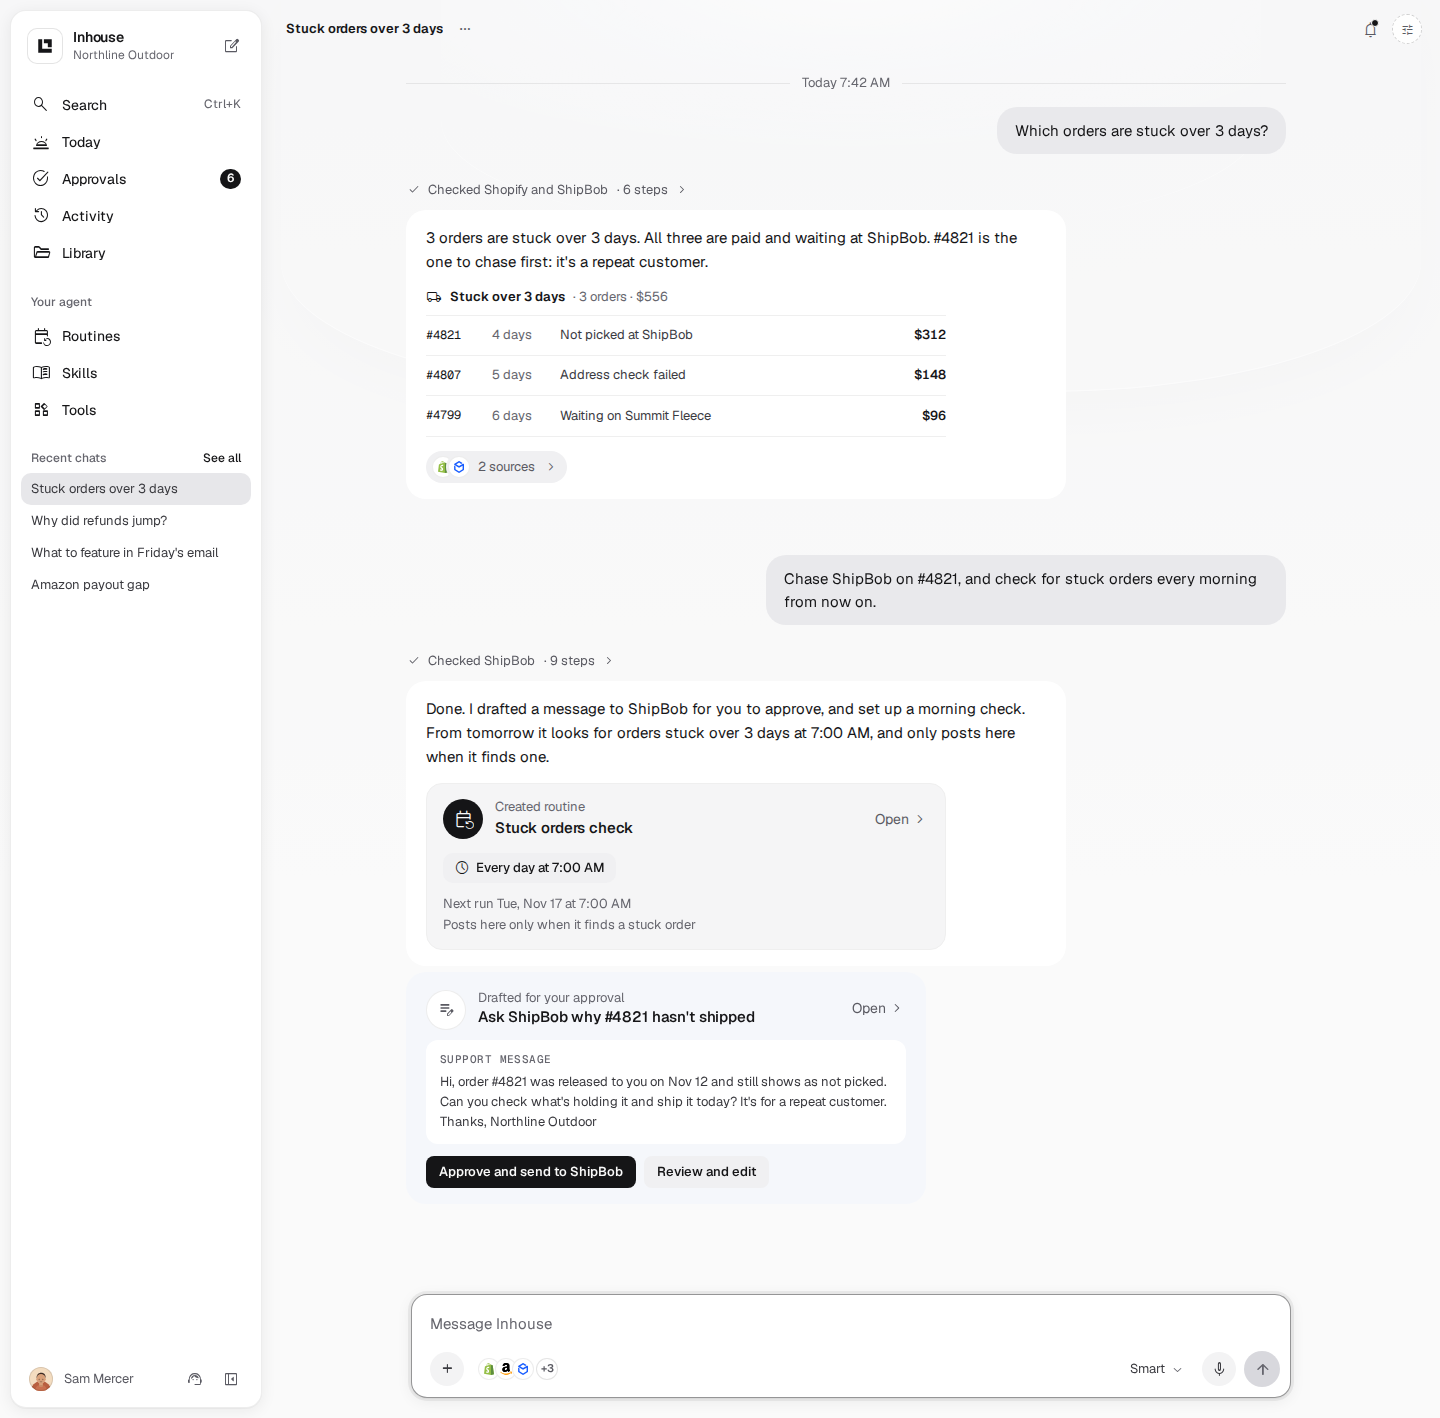 Inhouse
Northline Outdoor
Search Ctrl+K
Today
Approvals 6
Activity
Library
Your agent
Routines
Skills
Tools
Recent chats See all
Stuck orders over 3 days
Why did refunds jump?
What to feature in Friday's email
Amazon payout gap
Sam Mercer
Stuck orders over 3 days
Today 7:42 AM
Which orders are stuck over 3 days?
Checked Shopify and ShipBob · 6 steps
3 orders are stuck over 3 days. All three are paid and waiting at ShipBob. #4821 is the
one to chase first: it's a repeat customer.
Stuck over 3 days · 3 orders · $556
#4821 4 days Not picked at ShipBob $312
#4807 5 days Address check failed $148
#4799 6 days Waiting on Summit Fleece $96
2 sources
Chase ShipBob on #4821, and check for stuck orders every morning
from now on.
Checked ShipBob · 9 steps
Done. I drafted a message to ShipBob for you to approve, and set up a morning check.
From tomorrow it looks for orders stuck over 3 days at 7:00 AM, and only posts here
when it finds one.
Created routine
Stuck orders check
Open
Every day at 7:00 AM
Next run Tue, Nov 17 at 7:00 AM
Posts here only when it finds a stuck order
Drafted for your approval
Ask ShipBob why #4821 hasn't shipped
Open
SUPPORT MESSAGE
Hi, order #4821 was released to you on Nov 12 and still shows as not picked.
Can you check what's holding it and ship it today? It's for a repeat customer.
Thanks, Northline Outdoor
Approve and send to ShipBob Review and edit
Message Inhouse
+3 Smart